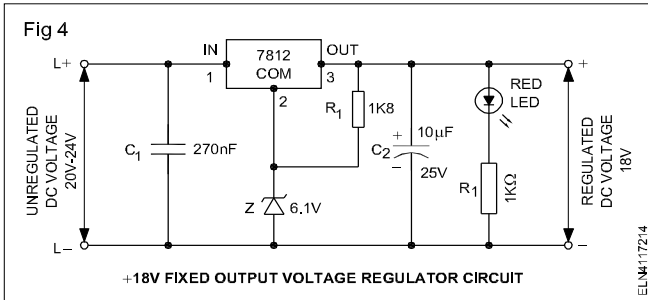 Fig 4
L+
IN
1
7812
COM
2
OUT
3
R1
1K8
RED
LED
+
UNREGULATED
DC VOLTAGE
20V-24V
C1
270nF
Z
6.1V
+
10µF
C2
25V
−
R1
1KΩ
REGULATED
DC VOLTAGE
18V
L−
−
+18V FIXED OUTPUT VOLTAGE REGULATOR CIRCUIT
ELN4117214